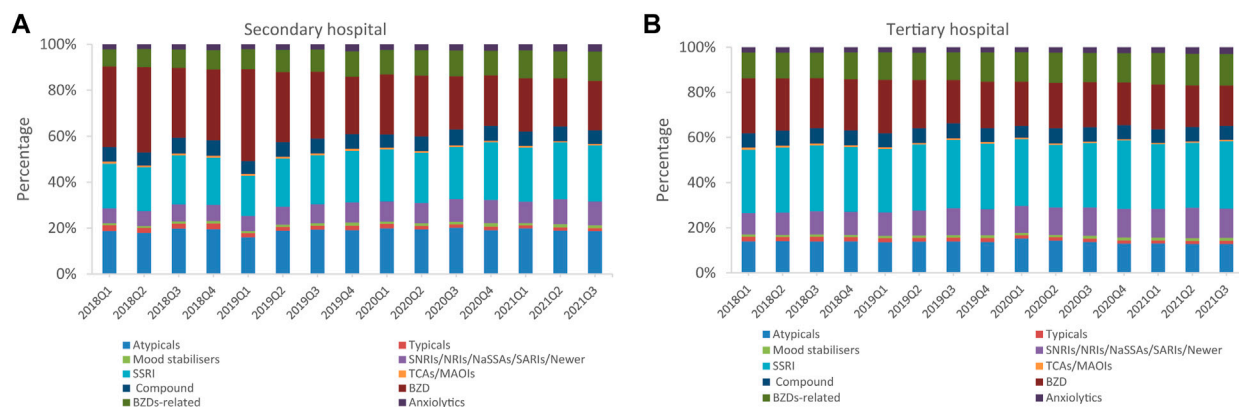 A
Secondary hospital
100%
80%
60%
40%
20%
0%
Percentage
2018Q1 2018Q2 2018Q3 2018Q4 2019Q1 2019Q2 2019Q3 2019Q4 2020Q1 2020Q2 2020Q3 2020Q4 2021Q1 2021Q2 2021Q3
Atypicals Typicals
Mood stabilisers SNRIs/NRIs/NaSSAs/SARIs/Newer
SSRI TCAs/MAOIs
Compound BZD
BZDs-related Anxiolytics
B
Tertiary hospital
100%
80%
60%
40%
20%
0%
Percentage
2018Q1 2018Q2 2018Q3 2018Q4 2019Q1 2019Q2 2019Q3 2019Q4 2020Q1 2020Q2 2020Q3 2020Q4 2021Q1 2021Q2 2021Q3
Atypicals Typicals
Mood stabilisers SNRIs/NRIs/NaSSAs/SARIs/Newer
SSRI TCAs/MAOIs
Compound BZD
BZDs-related Anxiolytics